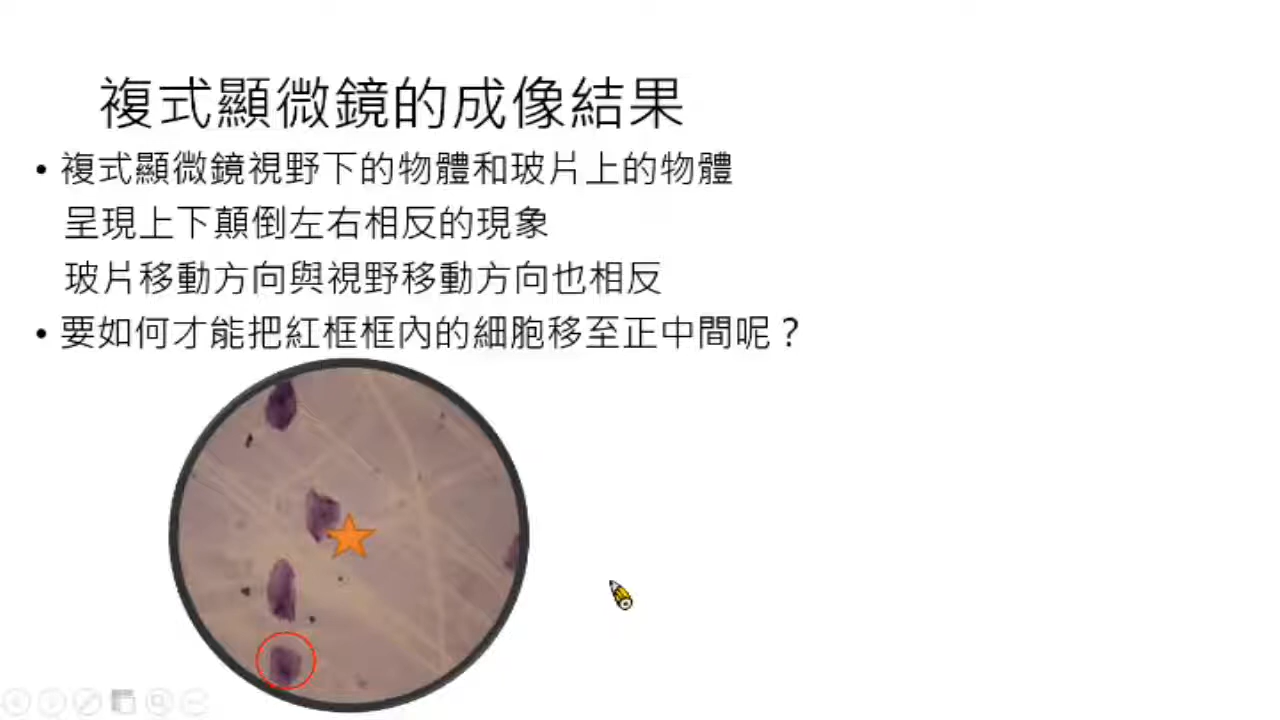 複式顯微鏡的成像結果
• 複式顯微鏡視野下的物體和玻片上的物體
呈現上下顛倒左右相反的現象
玻片移動方向與視野移動方向也相反
• 要如何才能把紅框框內的細胞移至正中間呢？